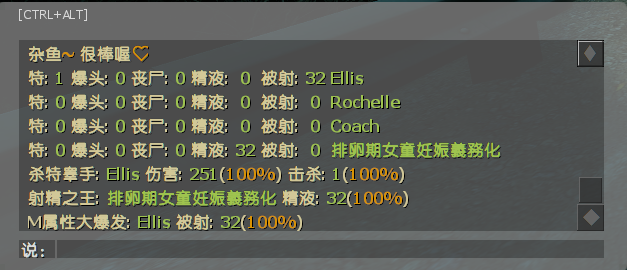 [CTRL+ALT]
杂鱼~ 很棒喔♡
特: 1 爆头: 0 丧尸: 0 精液: 0 被射: 32 Ellis
特: 0 爆头: 0 丧尸: 0 精液: 0 被射: 0 Rochelle
特: 0 爆头: 0 丧尸: 0 精液: 0 被射: 0 Coach
特: 0 爆头: 0 丧尸: 0 精液: 32 被射: 0 排卵期女童妊娠義務化
杀特高手: Ellis 伤害: 251(100%) 击杀: 1(100%)
射精之王: 排卵期女童妊娠義務化 精液: 32(100%)
M属性大爆发: Ellis 被射: 32(100%)
说: